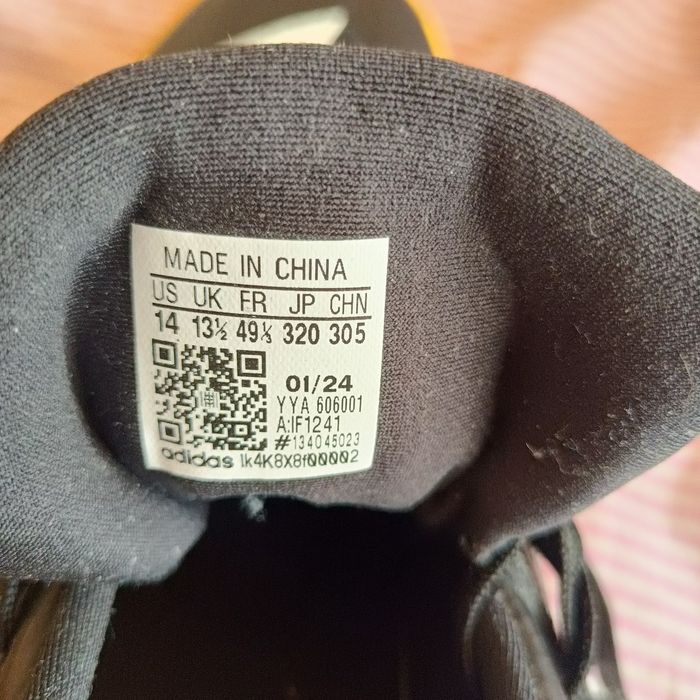 MADE IN CHINA
US UK FR JP CHN
14 13½ 49⅓ 320 305
01/24
YYA 606001
A:IF1241
#134045023
adidas 1k4K8X8f00002